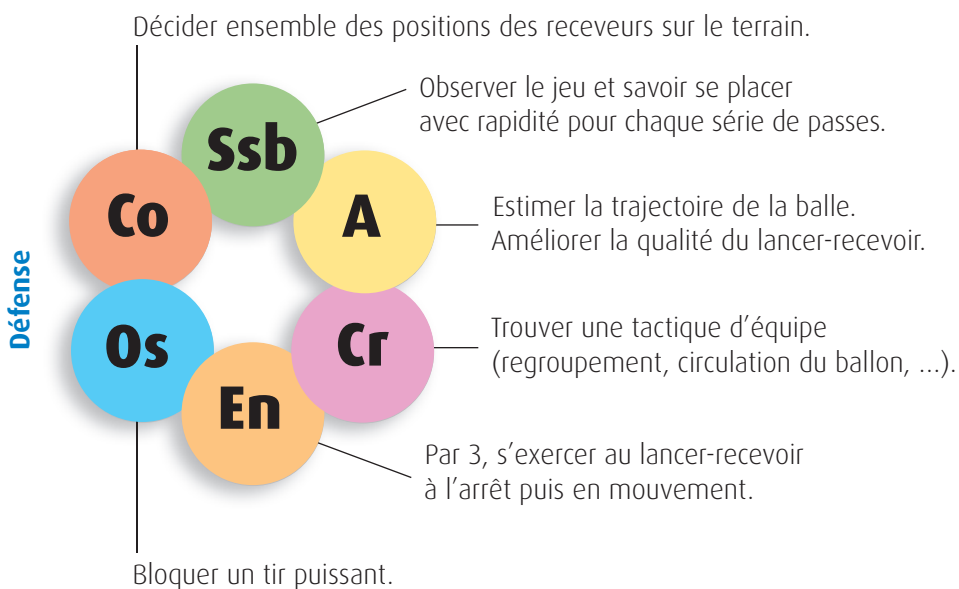 Décider ensemble des positions des receveurs sur le terrain.
Observer le jeu et savoir se placer
avec rapidité pour chaque série de passes.
Ssb
Co
A
Estimer la trajectoire de la balle.
Améliorer la qualité du lancer-recevoir.
Défense
Os
Cr
Trouver une tactique d'équipe
(regroupement, circulation du ballon, ...).
En
Par 3, s'exercer au lancer-recevoir
à l'arrêt puis en mouvement.
Bloquer un tir puissant.